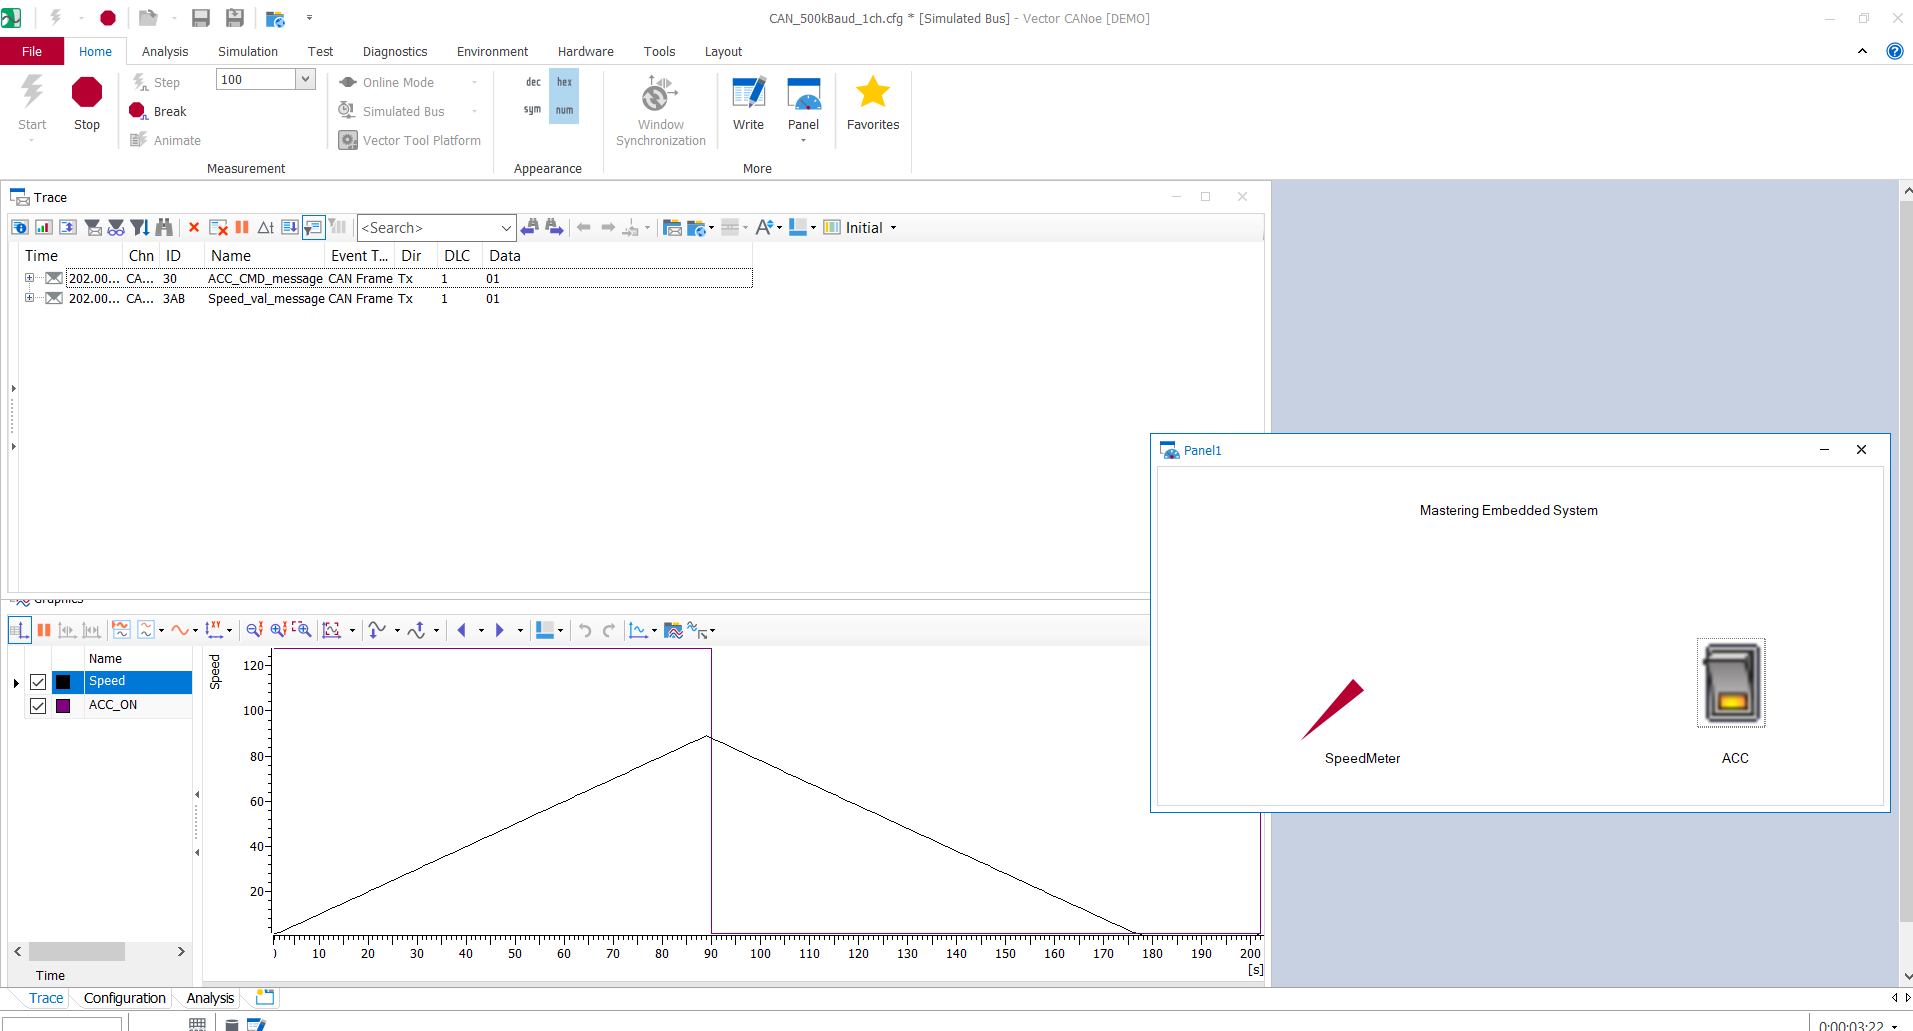 CAN_500kBaud_1ch.cfg * [Simulated Bus] - Vector CANoe [DEMO]
File Home Analysis Simulation Test Diagnostics Environment Hardware Tools Layout
Start
Stop
Step
100
Break
Animate
Measurement
Online Mode
Simulated Bus
Vector Tool Platform
dec hex
sym num
Appearance
Window
Synchronization
Write
Panel
Favorites
More
Trace
<Search>
Δt
Initial
Time Chn ID Name Event T... Dir DLC Data
202.00... CA... 30 ACC_CMD_message CAN Frame Tx 1 01
202.00... CA... 3AB Speed_val_message CAN Frame Tx 1 01
Panel1
Mastering Embedded System
SpeedMeter
ACC
Graphics
Name
Speed
ACC_ON
Time
Speed
120
100
80
60
40
20
0 10 20 30 40 50 60 70 80 90 100 110 120 130 140 150 160 170 180 190 200
[s]
Trace Configuration Analysis
0:00:03:22